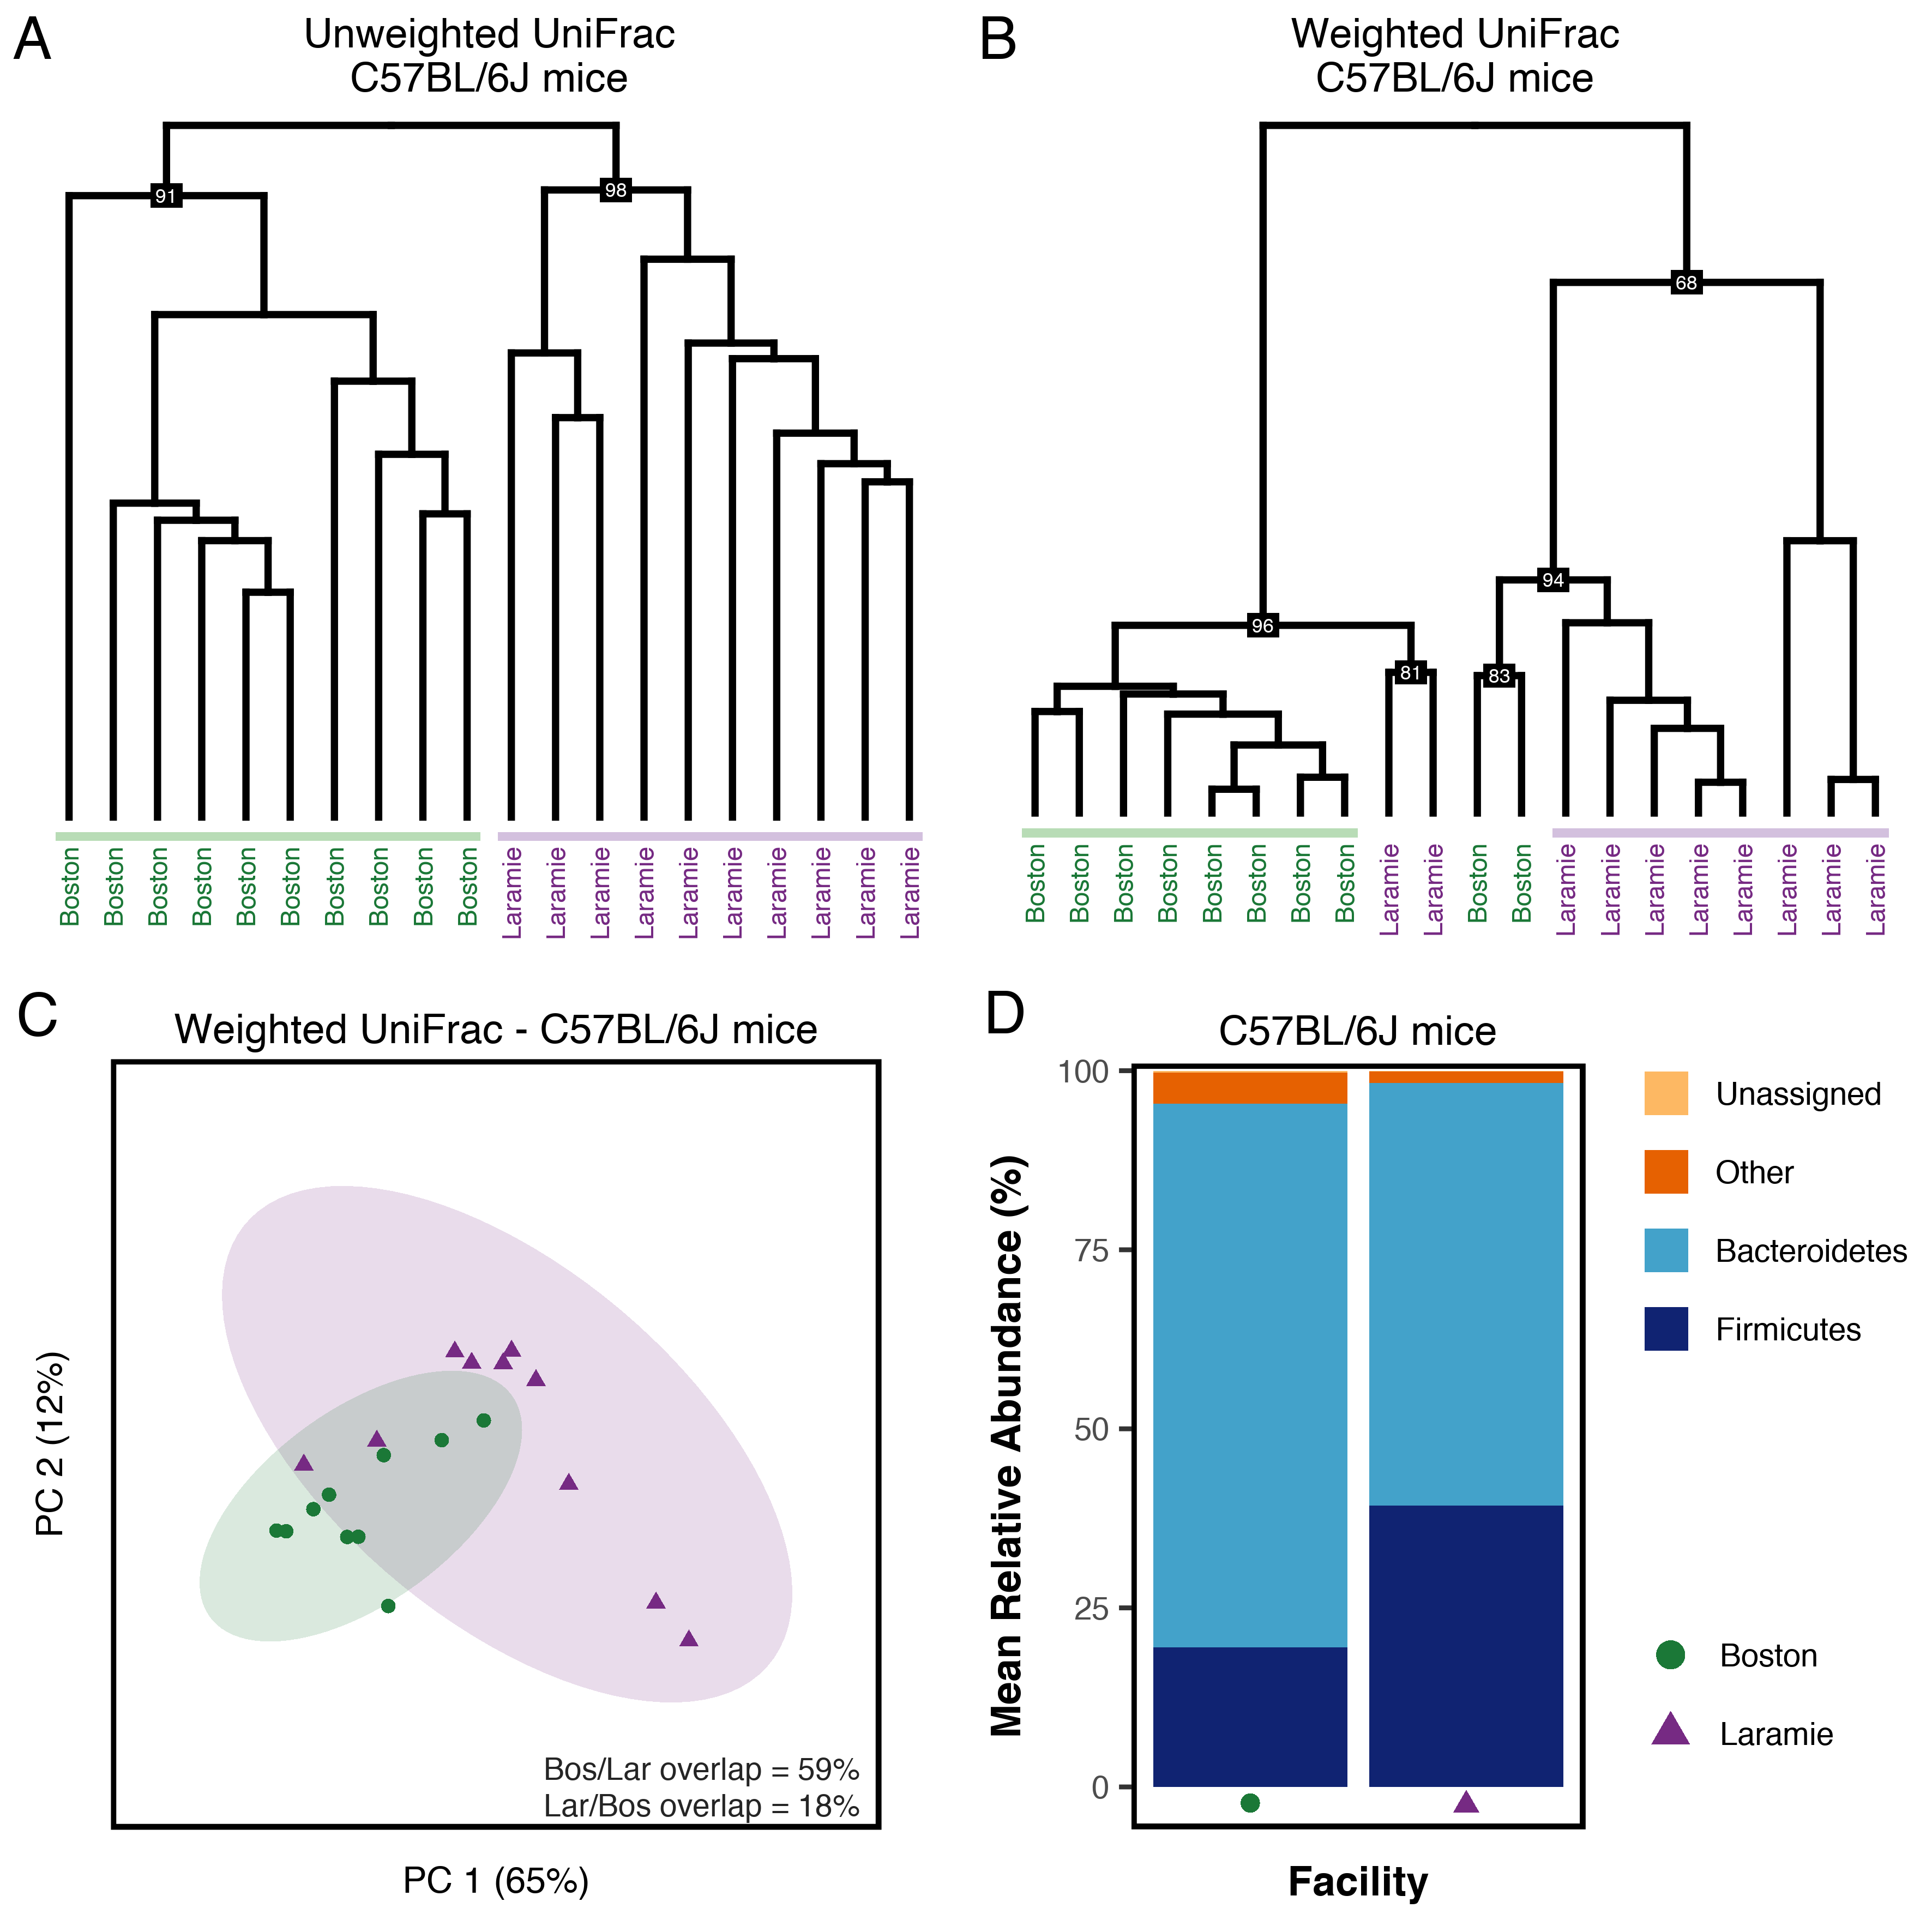 A
Unweighted UniFrac
C57BL/6J mice
91
98
Boston
Boston
Boston
Boston
Boston
Boston
Boston
Boston
Boston
Boston
Laramie
Laramie
Laramie
Laramie
Laramie
Laramie
Laramie
Laramie
Laramie
Laramie
B
Weighted UniFrac
C57BL/6J mice
68
94
96
81
83
Boston
Boston
Boston
Boston
Boston
Boston
Boston
Boston
Laramie
Laramie
Boston
Boston
Laramie
Laramie
Laramie
Laramie
Laramie
Laramie
Laramie
Laramie
C
Weighted UniFrac - C57BL/6J mice
PC 2 (12%)
Bos/Lar overlap = 59%
Lar/Bos overlap = 18%
PC 1 (65%)
D
C57BL/6J mice
Mean Relative Abundance (%)
100
75
50
25
0
Facility
Unassigned
Other
Bacteroidetes
Firmicutes
Boston
Laramie